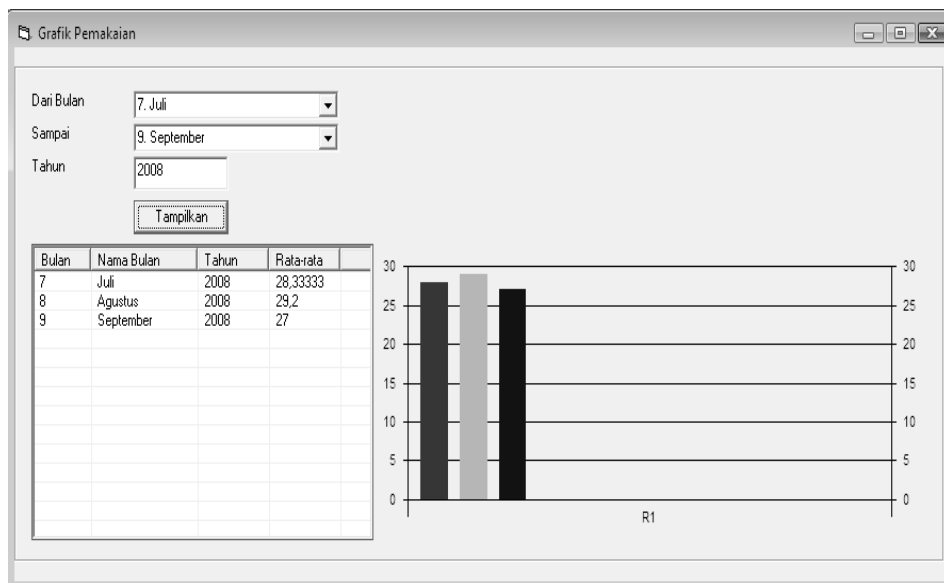 Grafik Pemakaian
Dari Bulan 7. Juli
Sampai 9. September
Tahun 2008
Tampilkan
Bulan Nama Bulan Tahun Rata-rata
7 Juli 2008 28,33333
8 Agustus 2008 29,2
9 September 2008 27
30 30
25 25
20 20
15 15
10 10
5 5
0 0
R1